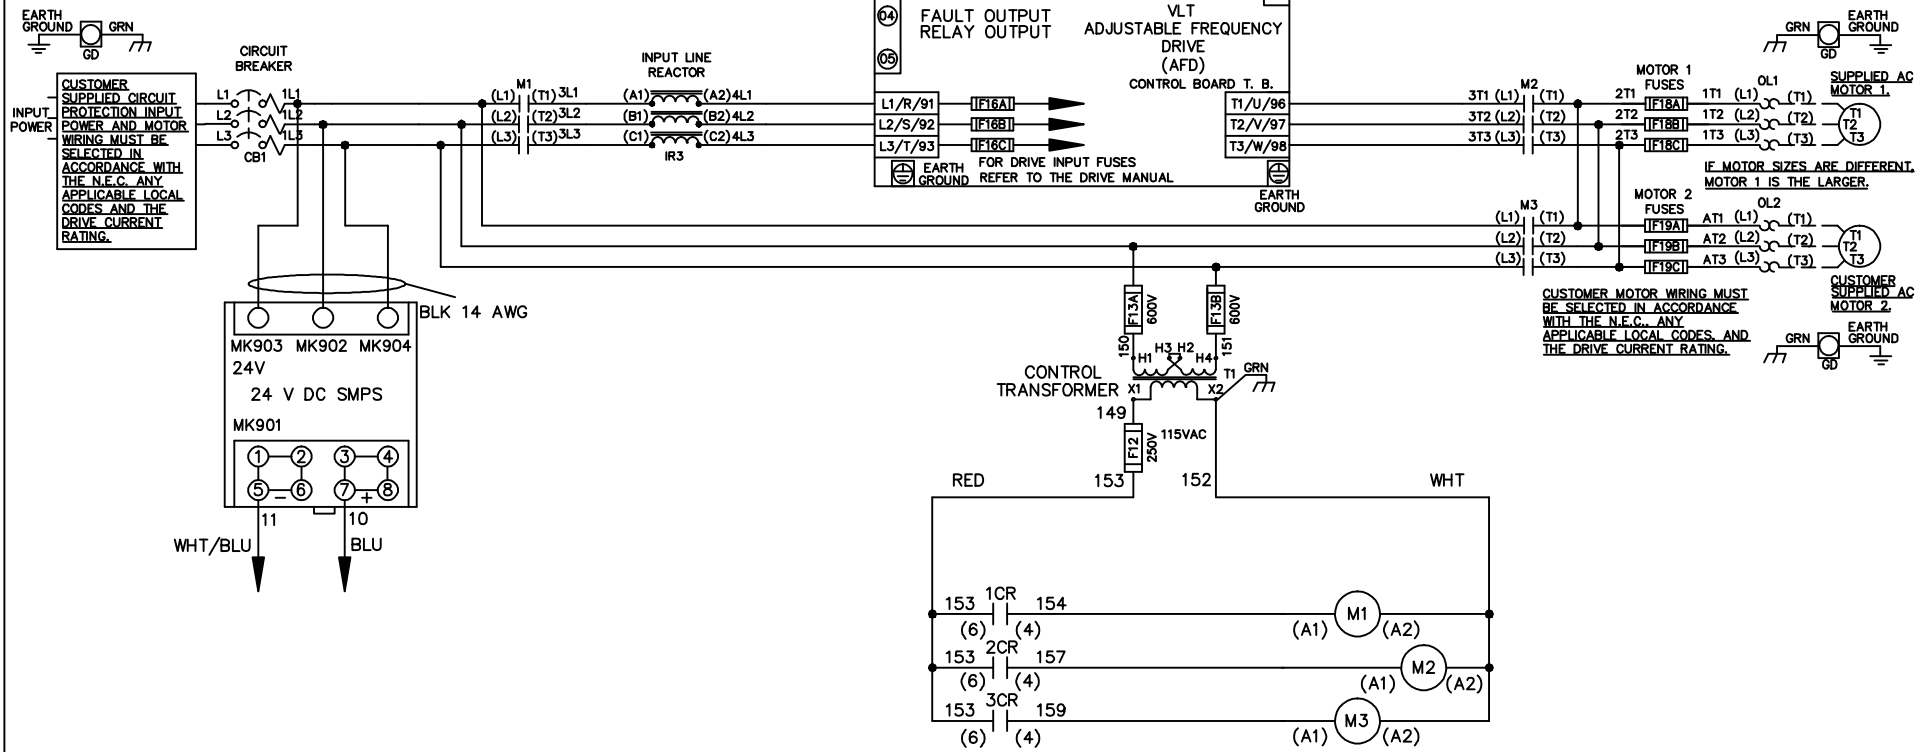 EARTH
GROUND
GRN
GD
CUSTOMER
SUPPLIED CIRCUIT
PROTECTION INPUT
POWER AND MOTOR
WIRING MUST BE
SELECTED IN
ACCORDANCE WITH
THE N.E.C. ANY
APPLICABLE LOCAL
CODES AND THE
DRIVE CURRENT
RATING.
INPUT
POWER
CIRCUIT
BREAKER
L1
L2
L3
1L1
1L2
1L3
CB1
M1
(L1) (T1) 3L1
(L2) (T2) 3L2
(L3) (T3) 3L3
INPUT LINE
REACTOR
(A1) (A2) 4L1
(B1) (B2) 4L2
(C1) (C2) 4L3
IR3
04
05
FAULT OUTPUT
RELAY OUTPUT
VLT
ADJUSTABLE FREQUENCY
DRIVE
(AFD)
CONTROL BOARD T. B.
L1/R/91
L2/S/92
L3/T/93
F16A
F16B
F16C
T1/U/96
T2/V/97
T3/W/98
EARTH
GROUND
FOR DRIVE INPUT FUSES
REFER TO THE DRIVE MANUAL
EARTH
GROUND
M2
3T1 (L1) (T1)
3T2 (L2) (T2)
3T3 (L3) (T3)
MOTOR 1
FUSES
2T1 F18A 1T1 (L1)
2T2 F18B 1T2 (L2)
2T3 F18C 1T3 (L3)
OL1
(T1)
(T2)
(T3)
T1
T2
T3
GRN
GD
EARTH
GROUND
SUPPLIED AC
MOTOR 1.
IF MOTOR SIZES ARE DIFFERENT,
MOTOR 1 IS THE LARGER.
M3
(L1) (T1)
(L2) (T2)
(L3) (T3)
MOTOR 2
FUSES
F19A AT1 (L1)
F19B AT2 (L2)
F19C AT3 (L3)
OL2
(T1)
(T2)
(T3)
T1
T2
T3
CUSTOMER
SUPPLIED AC
MOTOR 2.
CUSTOMER MOTOR WIRING MUST
BE SELECTED IN ACCORDANCE
WITH THE N.E.C., ANY
APPLICABLE LOCAL CODES, AND
THE DRIVE CURRENT RATING.
GRN
GD
EARTH
GROUND
BLK 14 AWG
MK903 MK902 MK904
24V
24 V DC SMPS
MK901
1 2 3 4
5 - 6 7 + 8
11
10
WHT/BLU
BLU
F13A
600V
F13B
600V
150
151
H1 H3 H2 H4
CONTROL
TRANSFORMER
T1
GRN
X1
X2
149
F12
250V
115VAC
153
152
RED
WHT
1CR
153 154
(6) (4)
M1
(A1) (A2)
2CR
153 157
(6) (4)
M2
(A1) (A2)
3CR
153 159
(6) (4)
M3
(A1) (A2)